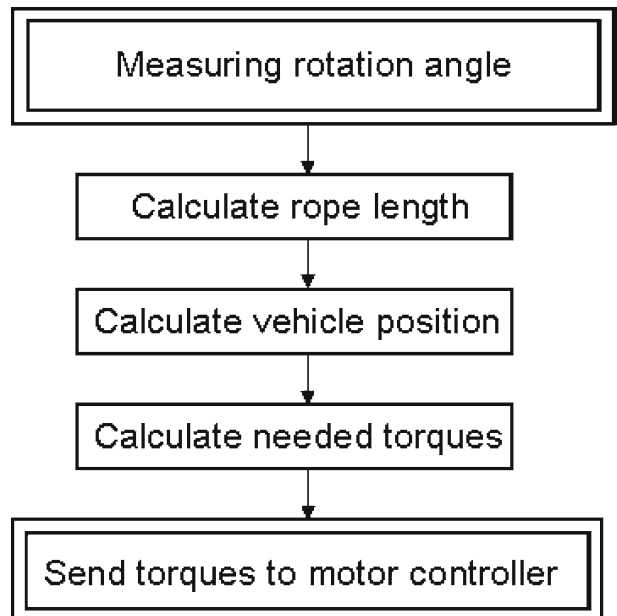 Measuring rotation angle
Calculate rope length
Calculate vehicle position
Calculate needed torques
Send torques to motor controller